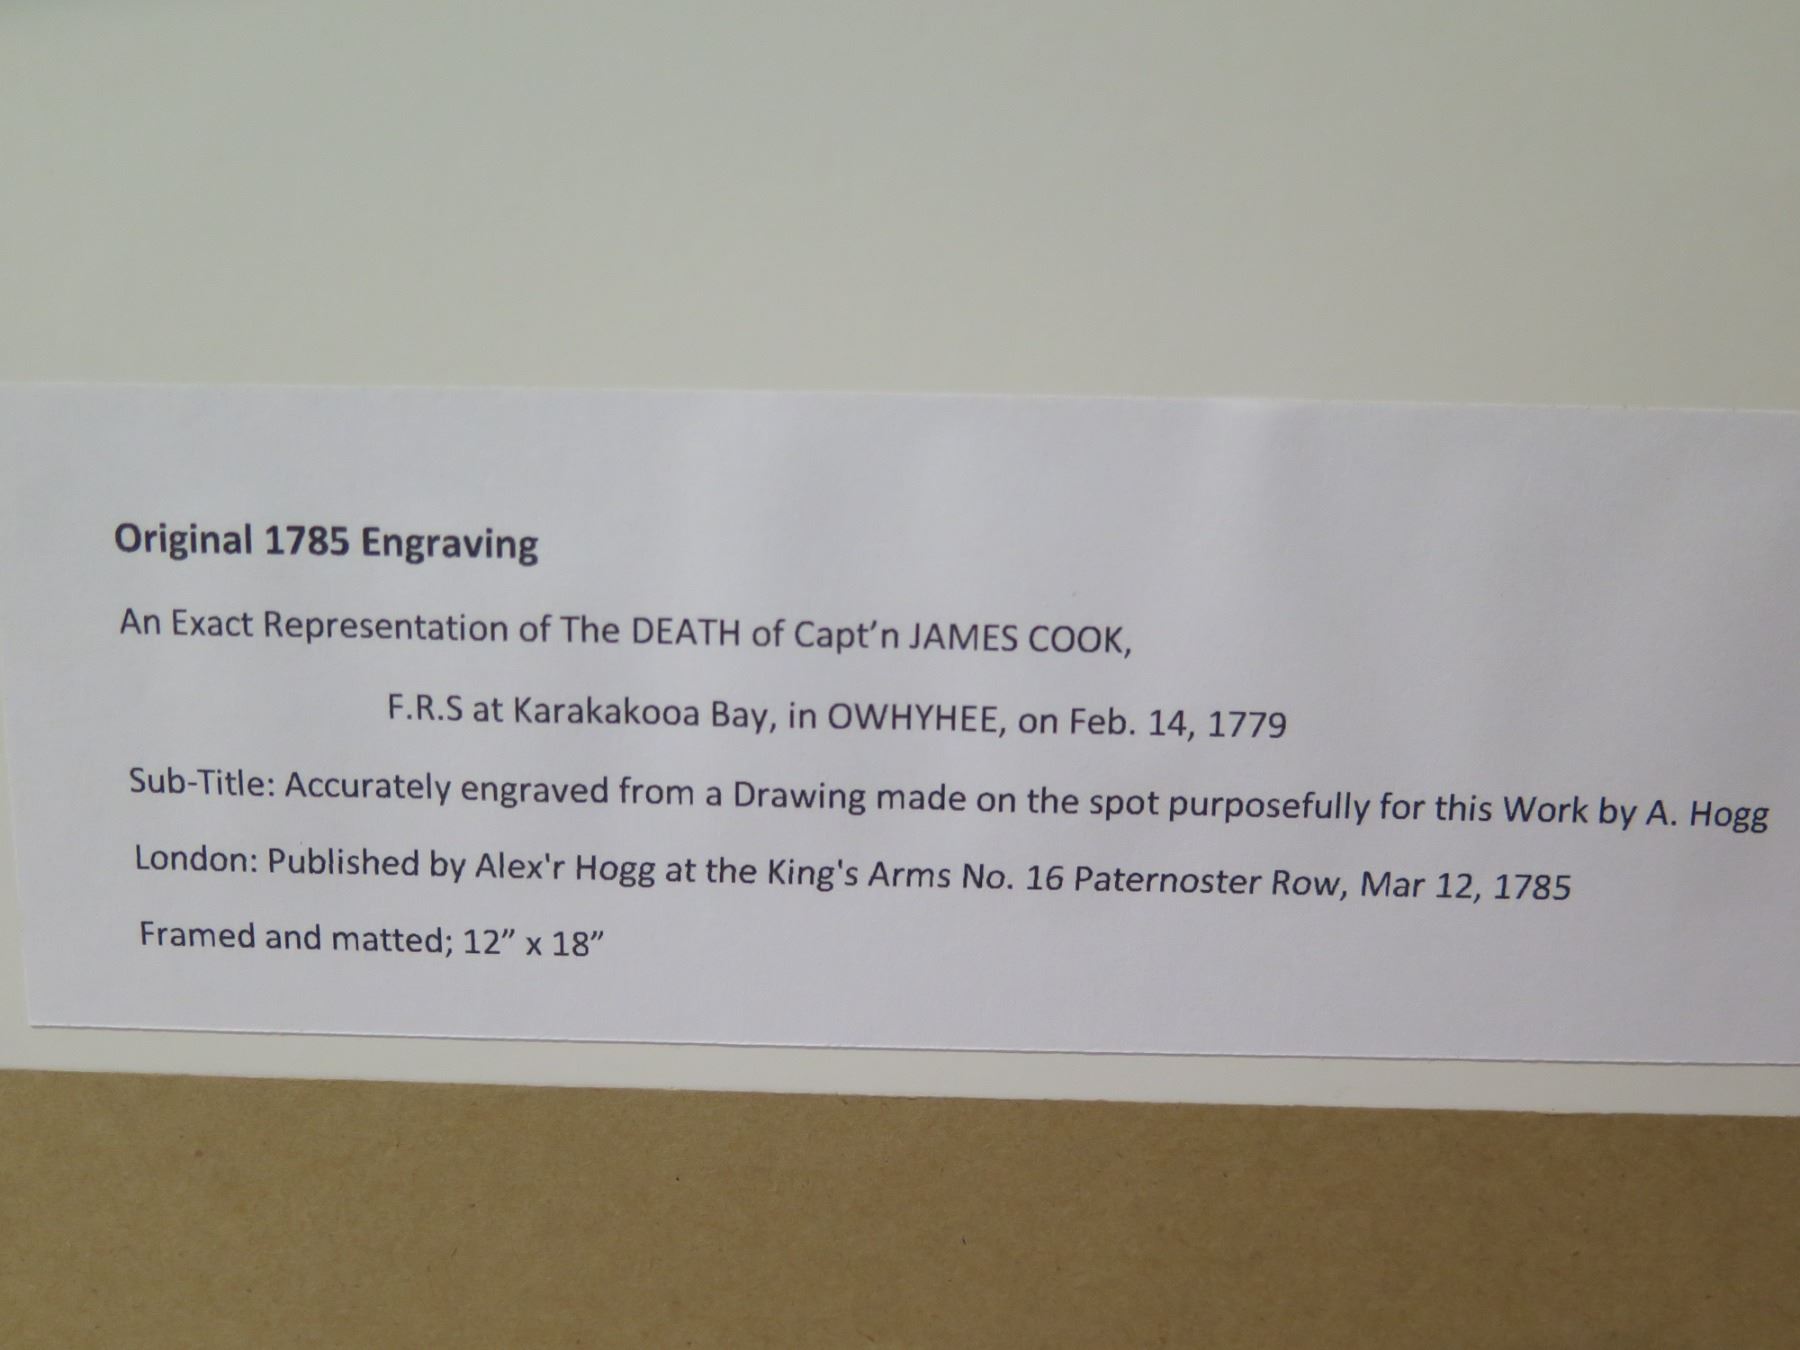 Original 1785 Engraving
An Exact Representation of The DEATH of Capt’n JAMES COOK,
F.R.S at Karakakooa Bay, in OWHYHEE, on Feb. 14, 1779
Sub-Title: Accurately engraved from a Drawing made on the spot purposefully for this Work by A. Hogg
London: Published by Alex'r Hogg at the King's Arms No. 16 Paternoster Row, Mar 12, 1785
Framed and matted; 12” x 18”